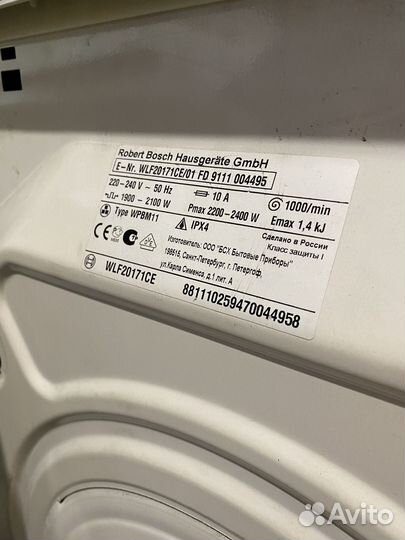 Robert Bosch Hausgeräte GmbH
E-Nr. WLF20171CE/01 FD 9111 004495
220-240 V ~ 50 Hz 10 A 1000/min
1900 - 2100 W Pmax 2200-2400 W Emax 1,4 kJ
Type WPBM11 IPX4 Сделано в России
Класс защиты I
Изготовитель: ООО "БСХ Бытовые Приборы"
198515, Санкт-Петербург, г. Петергоф,
ул.Карла Сименса, д.1 лит. А
WLF20171CE 881110259470044958
Avito